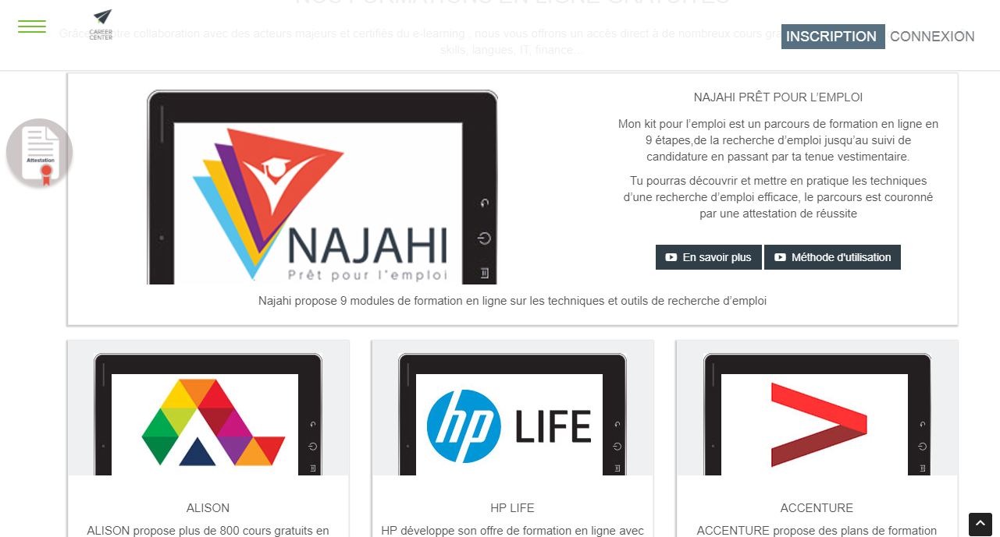 NOS FORMATIONS EN LIGNE GRATUITES
CAREER
CENTER
Grâce à notre collaboration avec des acteurs majeurs et certifiés du e-learning , nous vous offrons un accès direct à de nombreux cours
skills, langues, IT, finance...
INSCRIPTION
CONNEXION
Attestation
NAJAHI
Prêt pour l'emploi
NAJAHI PRÊT POUR L’EMPLOI
Mon kit pour l’emploi est un parcours de formation en ligne en
9 étapes,de la recherche d’emploi jusqu’au suivi de
candidature en passant par ta tenue vestimentaire.
Tu pourras découvrir et mettre en pratique les techniques
d’une recherche d’emploi efficace, le parcours est couronné
par une attestation de réussite
En savoir plus
Méthode d'utilisation
Najahi propose 9 modules de formation en ligne sur les techniques et outils de recherche d’emploi
hp LIFE
ALISON
ALISON propose plus de 800 cours gratuits en
HP LIFE
HP développe son offre de formation en ligne avec
ACCENTURE
ACCENTURE propose des plans de formation